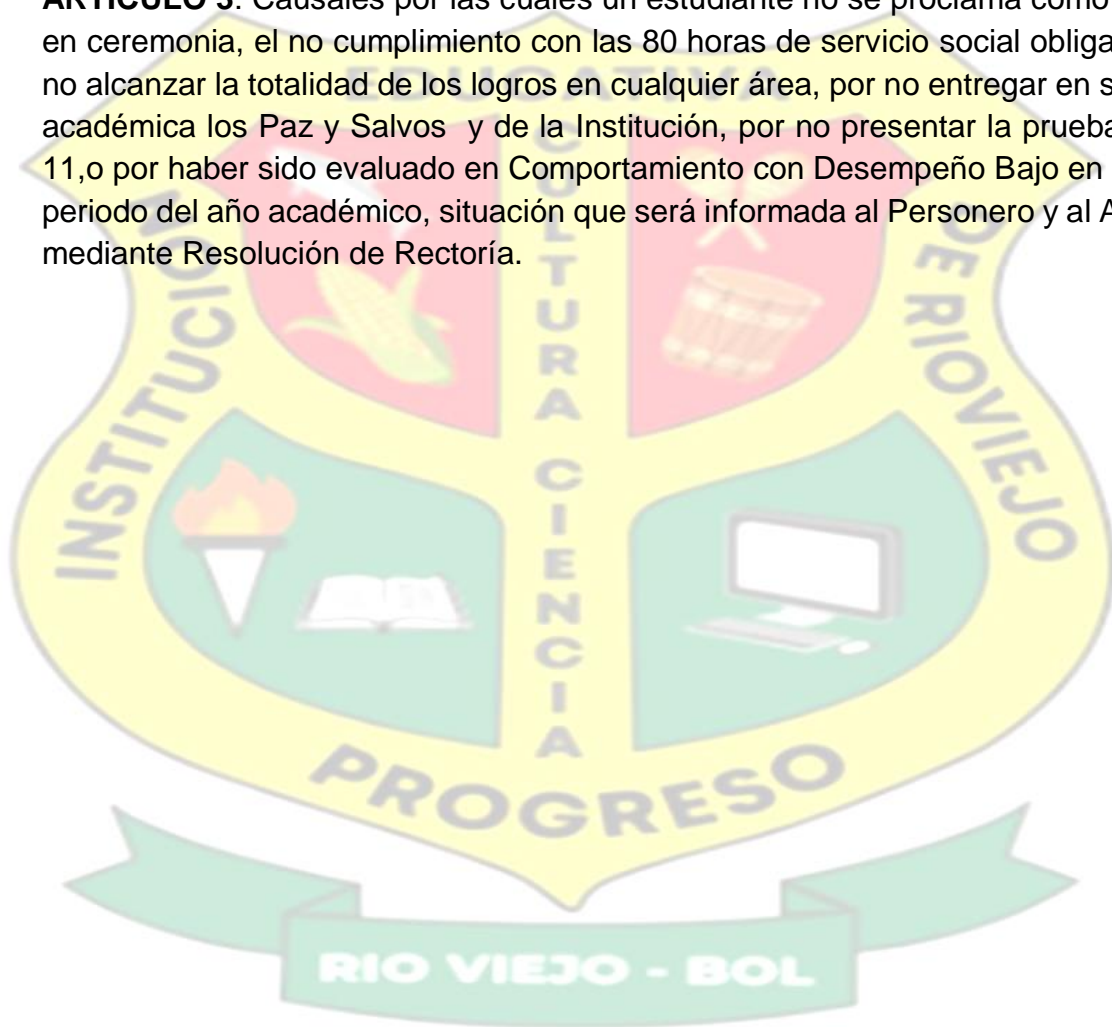 ARTÍCULO 3. Causales por las cuales un estudiante no se proclama como
en ceremonia, el no cumplimiento con las 80 horas de servicio social obliga
no alcanzar la totalidad de los logros en cualquier área, por no entregar en s
académica los Paz y Salvos y de la Institución, por no presentar la prueba
11,o por haber sido evaluado en Comportamiento con Desempeño Bajo en
periodo del año académico, situación que será informada al Personero y al A
mediante Resolución de Rectoría.
EDUCATIVA
INSTITUCIÓN
DE RIOVIEJO
CULTURA CIENCIA
PROGRESO
RIO VIEJO - BOL